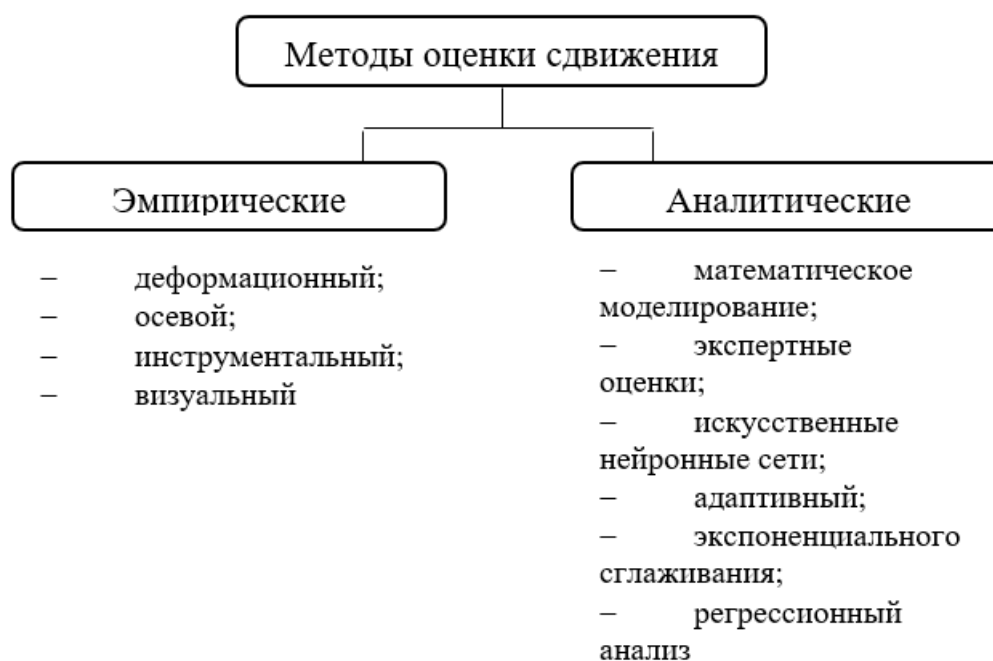 Методы оценки сдвижения
Эмпирические
– деформационный;
– осевой;
– инструментальный;
– визуальный
Аналитические
– математическое
моделирование;
– экспертные
оценки;
– искусственные
нейронные сети;
– адаптивный;
– экспоненциального
сглаживания;
– регрессионный
анализ